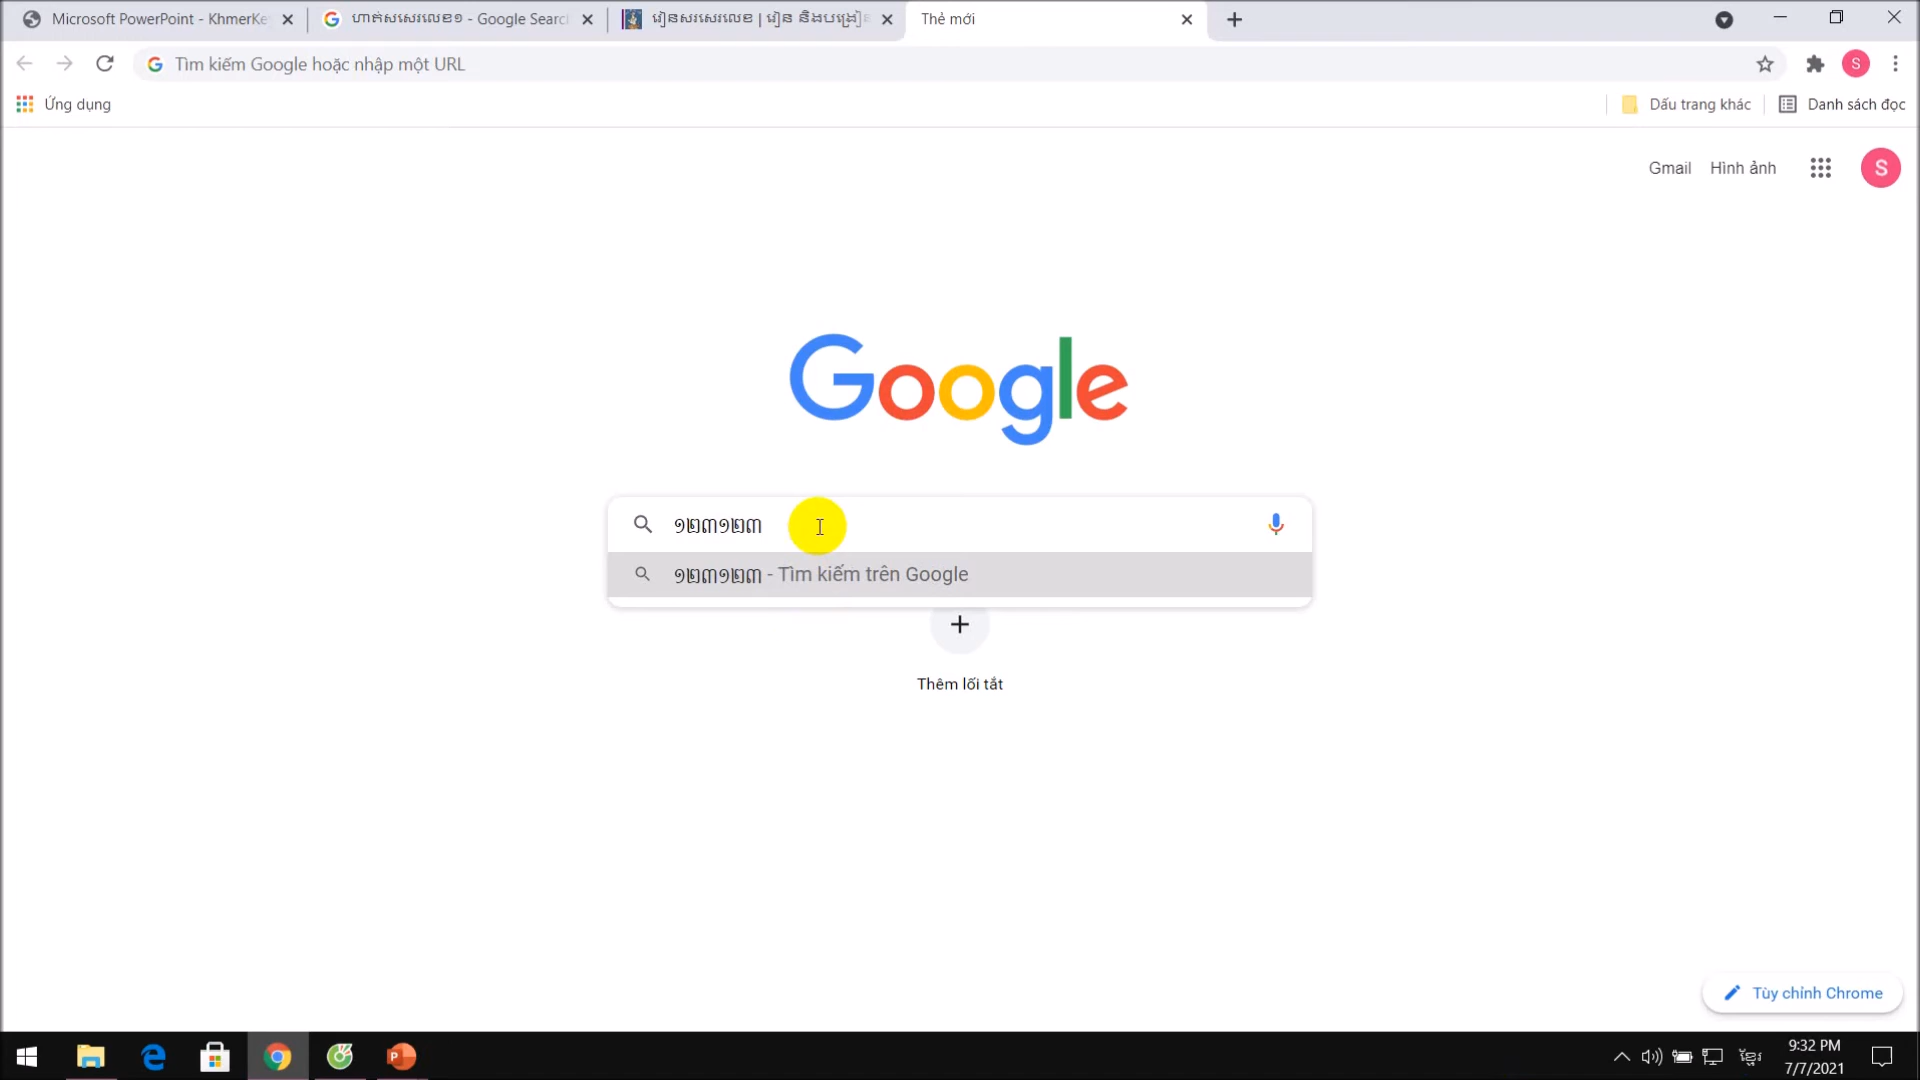 Microsoft PowerPoint - KhmerKe
ហាត់សសេរលេខ១ - Google Searc
រៀនសរសេរលេខ | រៀន និងបង្រៀន
Thẻ mới
Tìm kiếm Google hoặc nhập một URL
Ứng dụng
Dấu trang khác
Danh sách đọc
Gmail
Hình ảnh
S
S
Google
១២៣១២៣
១២៣១២៣ - Tìm kiếm trên Google
Thêm lối tắt
Tùy chỉnh Chrome
ខ្មែរ
9:32 PM
7/7/2021